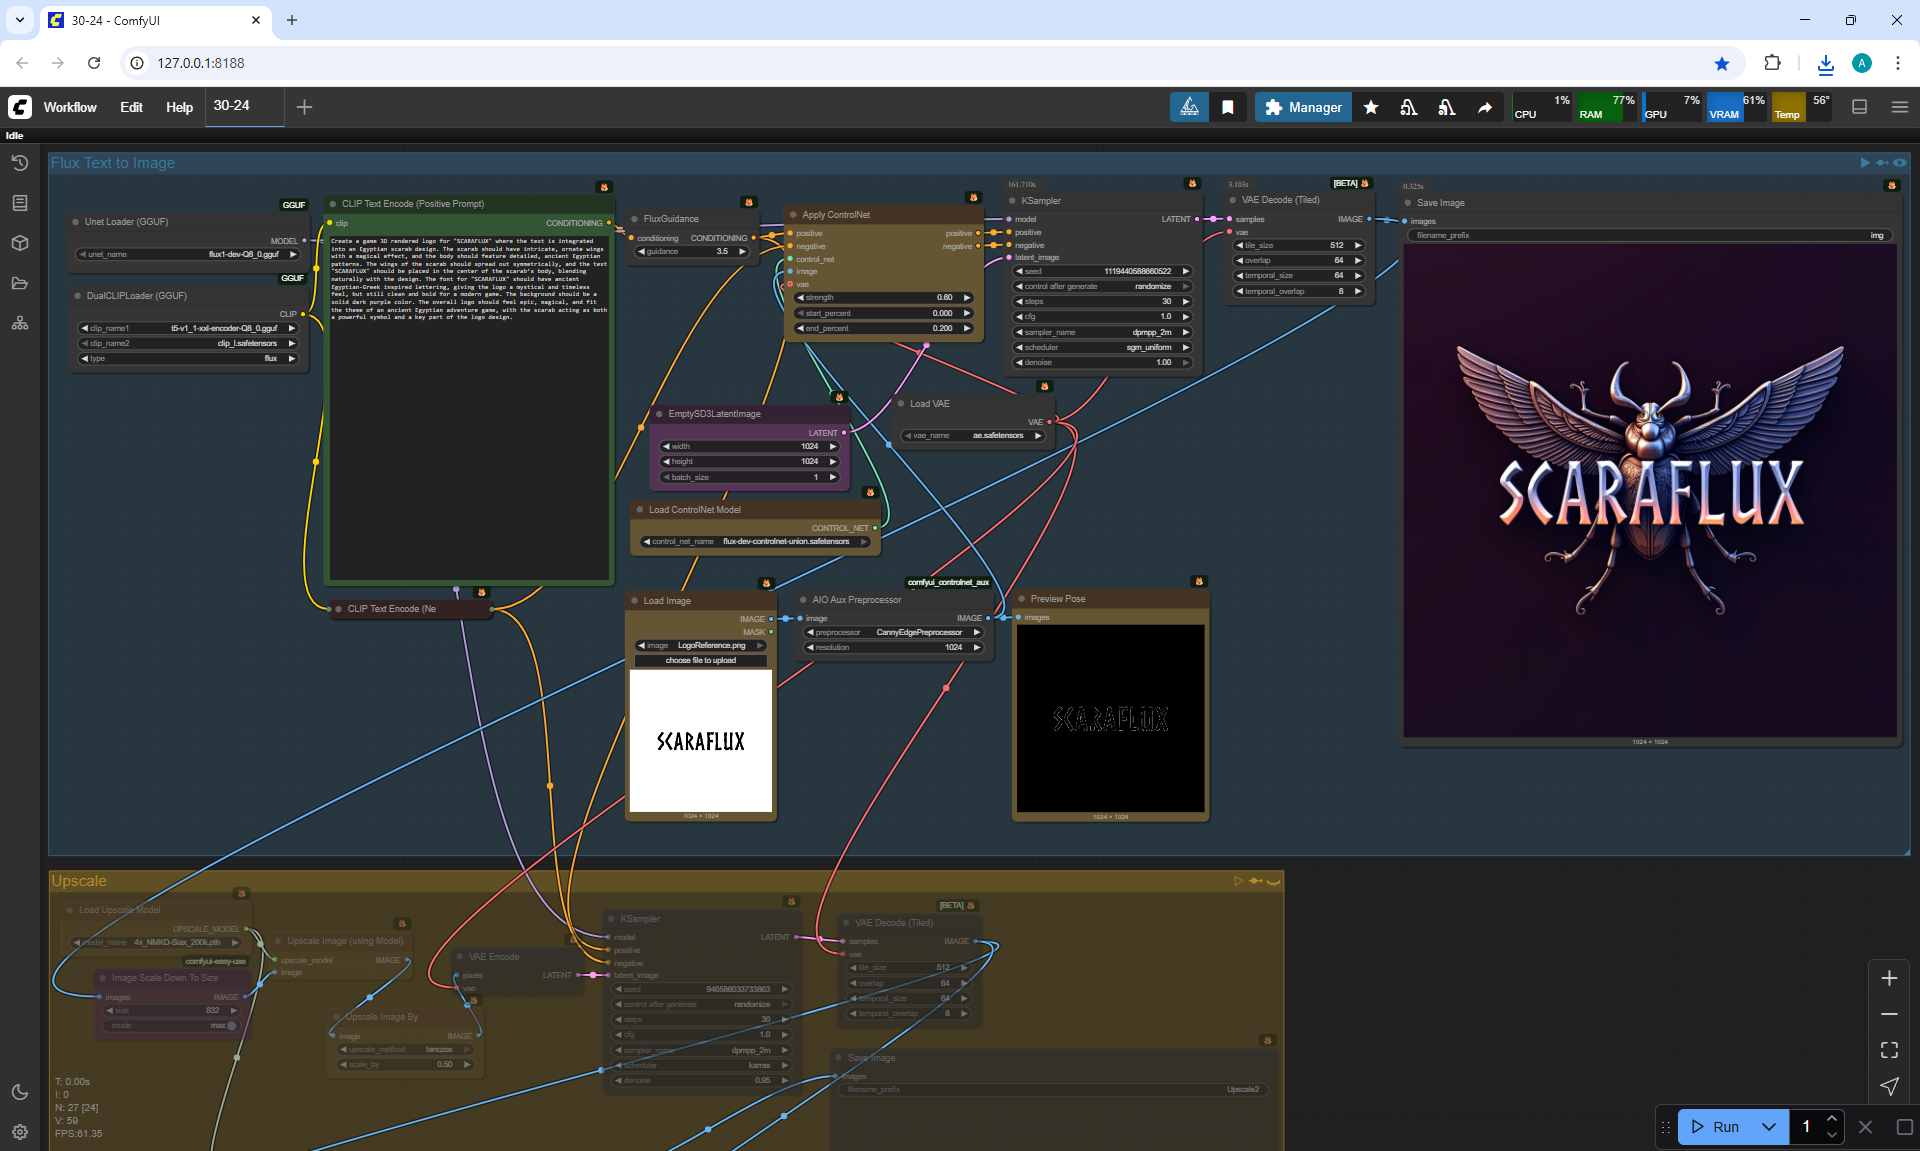 30-24 - ComfyUI
127.0.0.1:8188
A
Workflow
Edit
Help
30-24
Manager
CPU
1%
RAM
77%
GPU
7%
VRAM
61%
Temp
56°
Idle
Flux Text to Image
GGUF
Unet Loader (GGUF)
MODEL
unet_name
flux1-dev-Q8_0.gguf
GGUF
DualCLIPLoader (GGUF)
CLIP
clip_name1
t5-v1_1-xxl-encoder-Q8_0.gguf
clip_name2
clip_l.safetensors
type
flux
CLIP Text Encode (Positive Prompt)
clip
CONDITIONING
Create a game 3D rendered logo for "SCARAFLUX" where the text is integrated
into an Egyptian scarab design. The scarab should have intricate, ornate wings
with a magical effect, and the body should feature detailed, ancient Egyptian
patterns. The wings of the scarab should spread out symmetrically, and the text
"SCARAFLUX" should be placed in the center of the scarab's body, blending
naturally with the design. The font for "SCARAFLUX" should have ancient
Egyptian-Greek inspired lettering, giving the logo a mystical and timeless
feel, but still clean and bold for a modern game. The background should be a
solid dark purple color. The overall logo should feel epic, magical, and fit
the theme of an ancient Egyptian adventure game, with the scarab acting as both
a powerful symbol and a key part of the logo design.
CLIP Text Encode (Ne
FluxGuidance
conditioning
CONDITIONING
guidance
3.5
Apply ControlNet
positive
positive
negative
negative
control_net
image
vae
strength
0.60
start_percent
0.000
end_percent
0.200
161.710s
KSampler
model
LATENT
positive
negative
latent_image
seed
1119440588660522
control after generate
randomize
steps
30
cfg
1.0
sampler_name
dpmpp_2m
scheduler
sgm_uniform
denoise
1.00
3.103s
[BETA]
VAE Decode (Tiled)
samples
IMAGE
vae
tile_size
512
overlap
64
temporal_size
64
temporal_overlap
8
0.325s
Save Image
images
filename_prefix
img
SCARAFLUX
1024 × 1024
EmptySD3LatentImage
LATENT
width
1024
height
1024
batch_size
1
Load VAE
VAE
vae_name
ae.safetensors
Load ControlNet Model
CONTROL_NET
control_net_name
flux-dev-controlnet-union.safetensors
Load Image
IMAGE
MASK
image
LogoReference.png
choose file to upload
SCARAFLUX
1024 × 1024
comfyui_controlnet_aux
AIO Aux Preprocessor
image
IMAGE
preprocessor
CannyEdgePreprocessor
resolution
1024
Preview Pose
images
SCARAFLUX
1024 × 1024
Upscale
Load Upscale Model
UPSCALE_MODEL
model_name
4x_NMKD-Siax_200k.pth
comfyui-easy-use
Image Scale Down To Size
images
IMAGE
size
832
mode
max
Upscale Image (using Model)
upscale_model
IMAGE
image
Upscale Image By
image
IMAGE
upscale_method
lanczos
scale_by
0.50
VAE Encode
pixels
LATENT
vae
KSampler
model
LATENT
positive
negative
latent_image
seed
946586033733863
control after generate
randomize
steps
30
cfg
1.0
sampler_name
dpmpp_2m
scheduler
karras
denoise
0.95
[BETA]
VAE Decode (Tiled)
samples
IMAGE
vae
tile_size
512
overlap
64
temporal_size
64
temporal_overlap
8
Save Image
images
filename_prefix
Upscale2
T: 0.00s
I: 0
N: 27 [24]
V: 59
FPS:61.35
Run
1